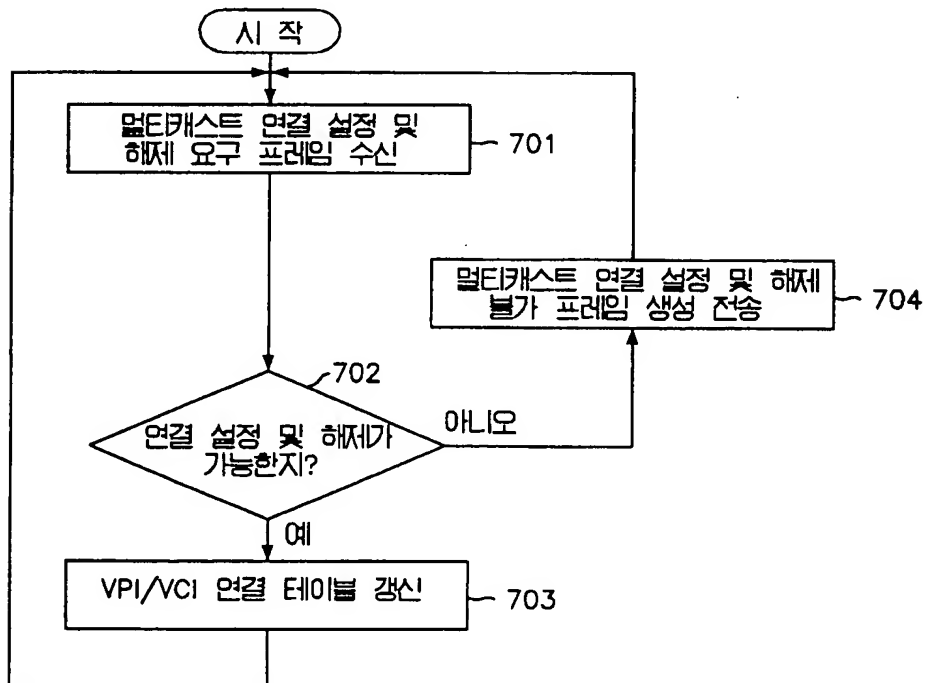 시 작
멀티캐스트 연결 설정 및
해제 요구 프레임 수신
701
멀티캐스트 연결 설정 및 해제
불가 프레임 생성 전송
704
702
연결 설정 및 해제가
가능한지?
아니오
예
VPI/VCI 연결 테이블 갱신
703